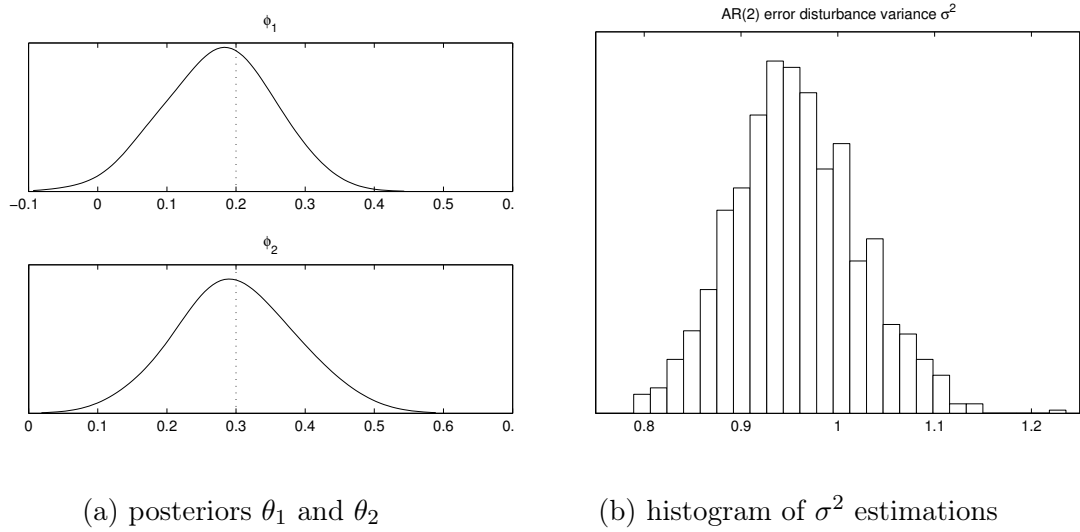 ϕ₁
−0.1 0 0.1 0.2 0.3 0.4 0.5 0.
ϕ₂
0 0.1 0.2 0.3 0.4 0.5 0.6 0.
AR(2) error disturbance variance σ²
0.8 0.9 1 1.1 1.2
(a) posteriors θ₁ and θ₂
(b) histogram of σ² estimations